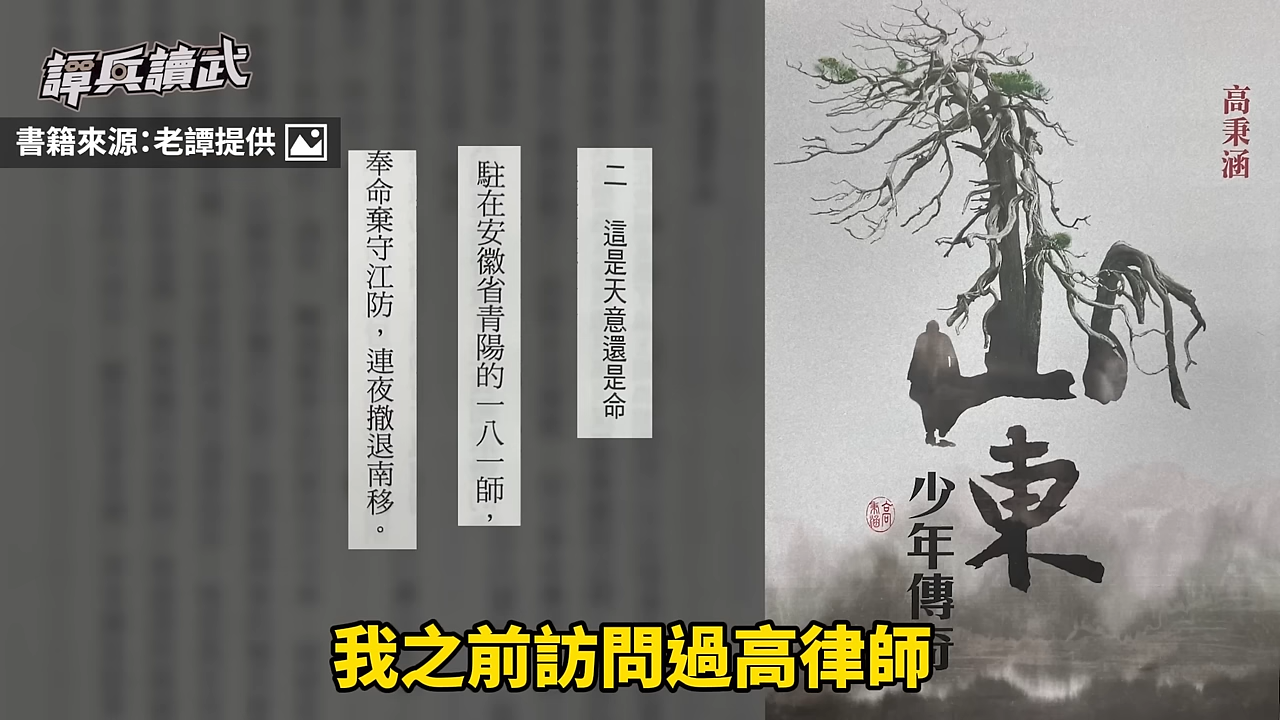 譚兵讀武
書籍來源：老譚提供
二　這是天意還是命
駐在安徽省青陽的一八一師，
奉命棄守江防，連夜撤退南移。
高秉涵
山東
少年傳奇
高秉涵
我之前訪問過高律師